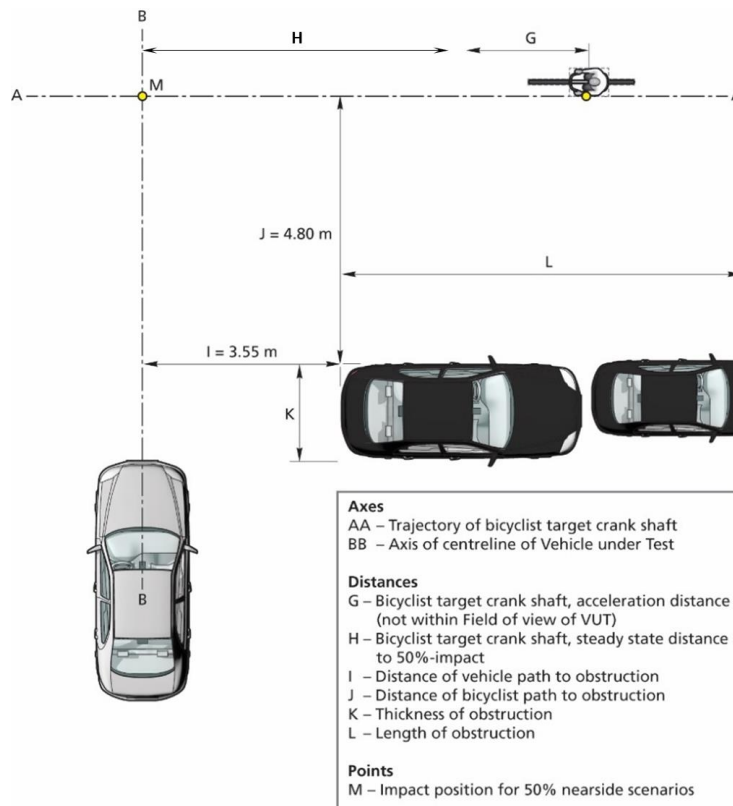 B
H
G
M
A
J = 4.80 m
L
I = 3.55 m
K
B
Axes
AA – Trajectory of bicyclist target crank shaft
BB – Axis of centreline of Vehicle under Test
Distances
G – Bicyclist target crank shaft, acceleration distance
(not within Field of view of VUT)
H – Bicyclist target crank shaft, steady state distance
to 50%-impact
I – Distance of vehicle path to obstruction
J – Distance of bicyclist path to obstruction
K – Thickness of obstruction
L – Length of obstruction
Points
M – Impact position for 50% nearside scenarios